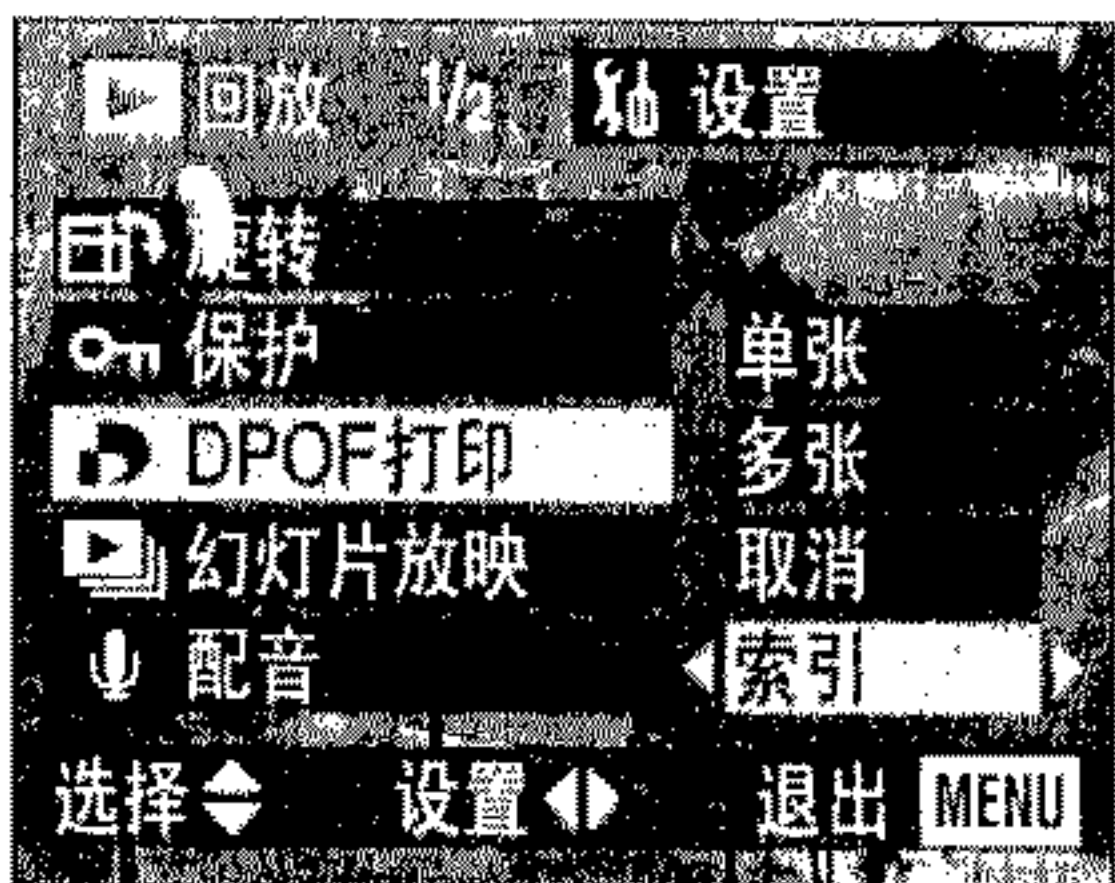 回放 1/2 设置
旋转
保护 单张
DPOF打印 多张
幻灯片放映 取消
配音 索引
选择 设置 退出 MENU